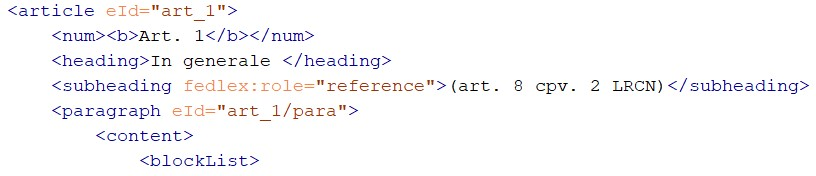 <article eId="art_1">
<num><b>Art. 1</b></num>
<heading>In generale </heading>
<subheading fedlex:role="reference">(art. 8 cpv. 2 LRCN)</subheading>
<paragraph eId="art_1/para">
<content>
<blockList>